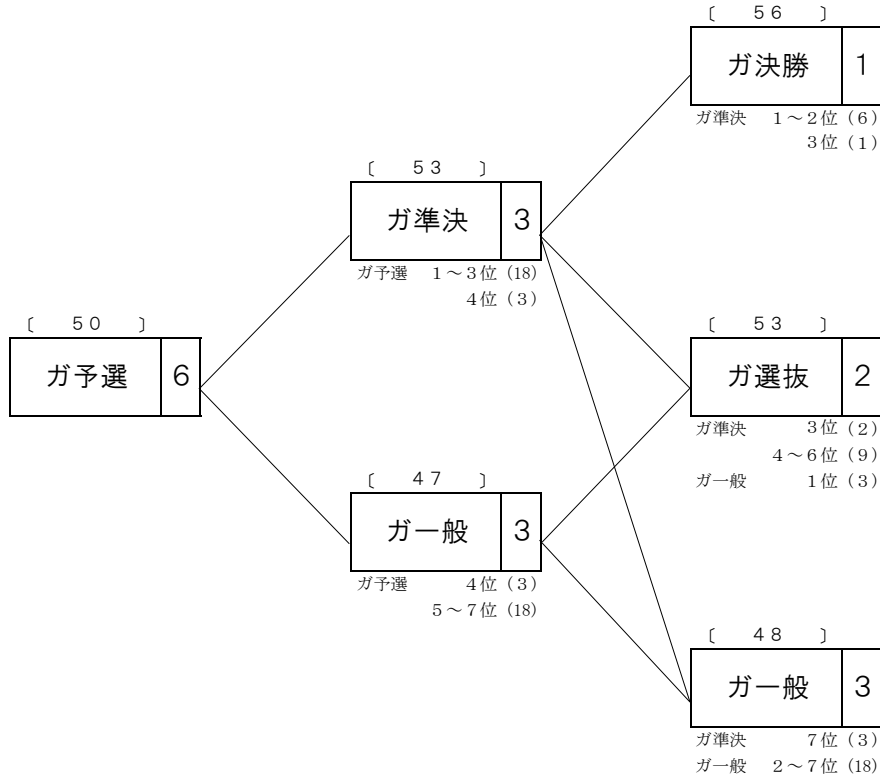 〔　５０　〕
ガ予選 6
〔　５３　〕
ガ準決 3
ガ予選　１～３位（18）
４位（３）
〔　４７　〕
ガ一般 3
ガ予選　４位（３）
５～７位（18）
〔　５６　〕
ガ決勝 1
ガ準決　１～２位（６）
３位（１）
〔　５３　〕
ガ選抜 2
ガ準決　３位（２）
４～６位（９）
ガ一般　１位（３）
〔　４８　〕
ガ一般 3
ガ準決　７位（３）
ガ一般　２～７位（18）